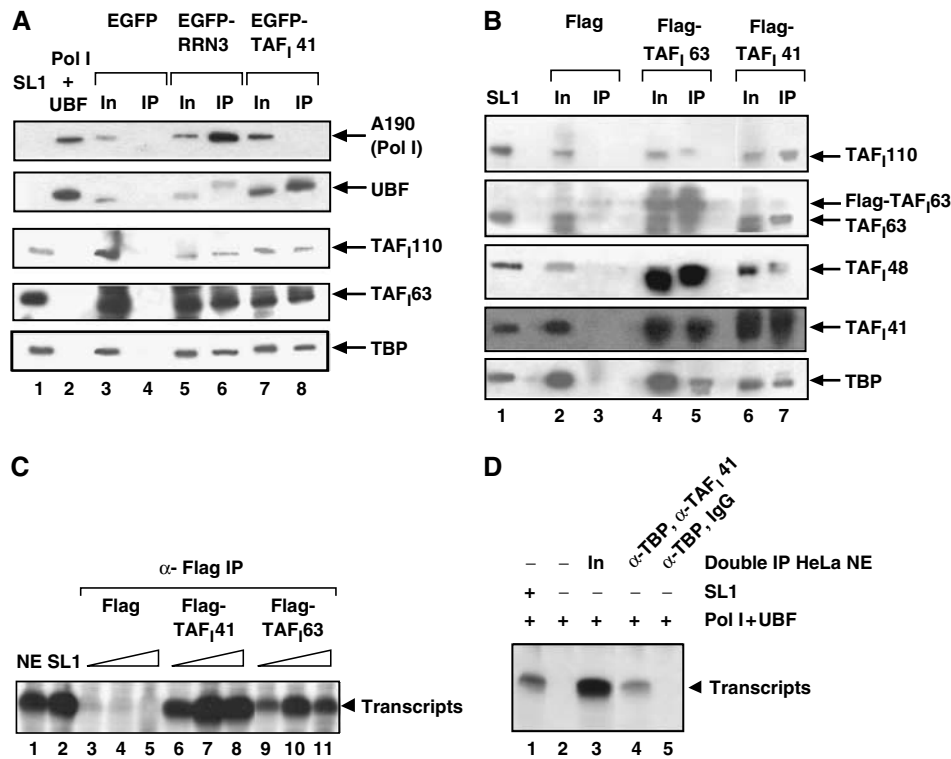 A
EGFP EGFP-RRN3 EGFP-TAFI 41
SL1 Pol I + UBF In IP In IP In IP
A190 (Pol I)
UBF
TAFI110
TAFI63
TBP
1 2 3 4 5 6 7 8
B
Flag Flag-TAFI 63 Flag-TAFI 41
SL1 In IP In IP In IP
TAFI110
Flag-TAFI63
TAFI63
TAFI48
TAFI41
TBP
1 2 3 4 5 6 7
C
α- Flag IP
Flag Flag-TAFI41 Flag-TAFI63
NE SL1
Transcripts
1 2 3 4 5 6 7 8 9 10 11
D
α-TBP, α-TAFI 41
α-TBP, IgG
– – In Double IP HeLa NE
+ – – – – SL1
+ + + + + Pol I+UBF
Transcripts
1 2 3 4 5